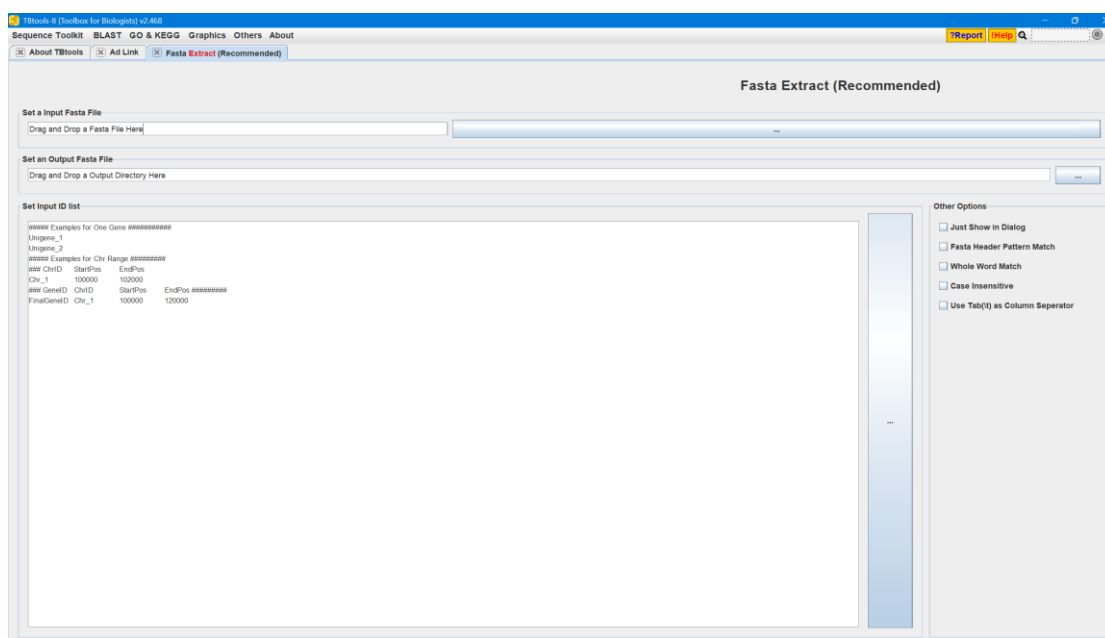 TBtools-II (Toolbox for Biologists) v2.468
Sequence Toolkit BLAST GO & KEGG Graphics Others About
?Report !Help
About TBtools Ad Link Fasta Extract (Recommended)
Fasta Extract (Recommended)
Set a Input Fasta File
Drag and Drop a Fasta File Here
...
Set an Output Fasta File
Drag and Drop a Output Directory Here
...
Set Input ID list
##### Examples for One Gene ###########
Unigene_1
Unigene_2
##### Examples for Chr Range #########
### ChrID StartPos EndPos
Chr_1 100000 102000
### GeneID ChrID StartPos EndPos #########
FinalGeneID Chr_1 100000 120000
...
Other Options
Just Show in Dialog
Fasta Header Pattern Match
Whole Word Match
Case Insensitive
Use Tab(\t) as Column Seperator